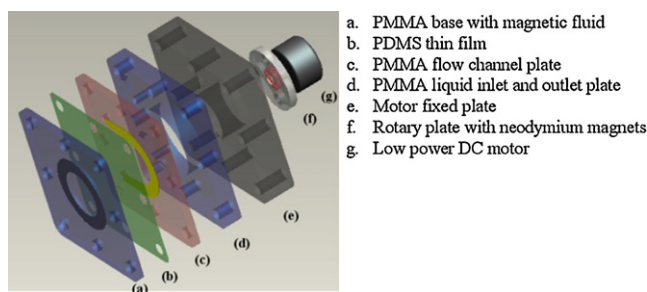 a. PMMA base with magnetic fluid
b. PDMS thin film
c. PMMA flow channel plate
d. PMMA liquid inlet and outlet plate
e. Motor fixed plate
f. Rotary plate with neodymium magnets
g. Low power DC motor
(g)
(f)
(e)
(d)
(c)
(b)
(a)